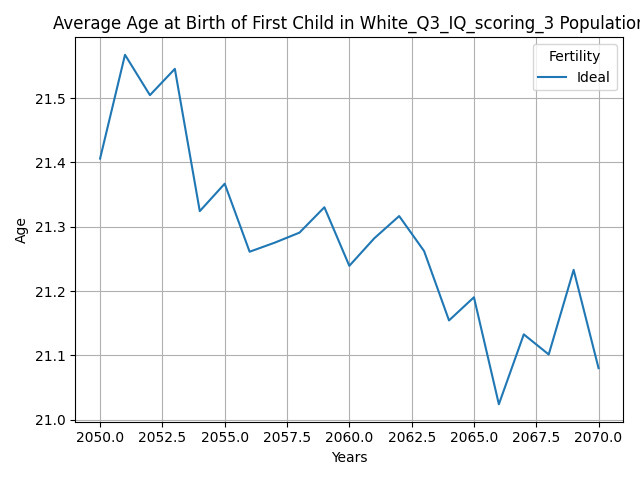 Average Age at Birth of First Child in White_Q3_IQ_scoring_3 Population
Fertility
Ideal
21.5
21.4
21.3
21.2
21.1
21.0
Age
2050.0 2052.5 2055.0 2057.5 2060.0 2062.5 2065.0 2067.5 2070.0
Years